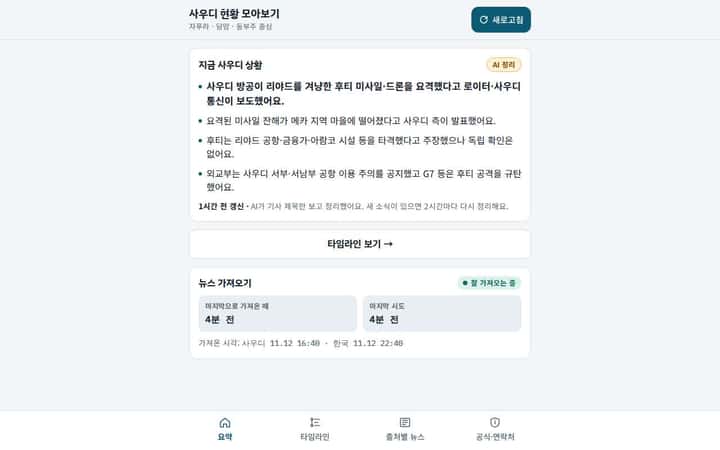 사우디 현황 모아보기
자푸라 · 담맘 · 동부주 중심
새로고침
지금 사우디 상황
AI 정리
사우디 방공이 리야드를 겨냥한 후티 미사일·드론을 요격했다고 로이터·사우디
통신이 보도했어요.
요격된 미사일 잔해가 메카 지역 마을에 떨어졌다고 사우디 측이 발표했어요.
후티는 리야드 공항·금융가·아람코 시설 등을 타격했다고 주장했으나 독립 확인은
없어요.
외교부는 사우디 서부·서남부 공항 이용 주의를 공지했고 G7 등은 후티 공격을 규탄
했어요.
1시간 전 갱신 · AI가 기사 제목만 보고 정리했어요. 새 소식이 있으면 2시간마다 다시 정리해요.
타임라인 보기 →
뉴스 가져오기
잘 가져오는 중
마지막으로 가져온 때
4분 전
마지막 시도
4분 전
가져온 시각: 사우디 11.12 16:40 · 한국 11.12 22:40
요약
타임라인
출처별 뉴스
공식·연락처